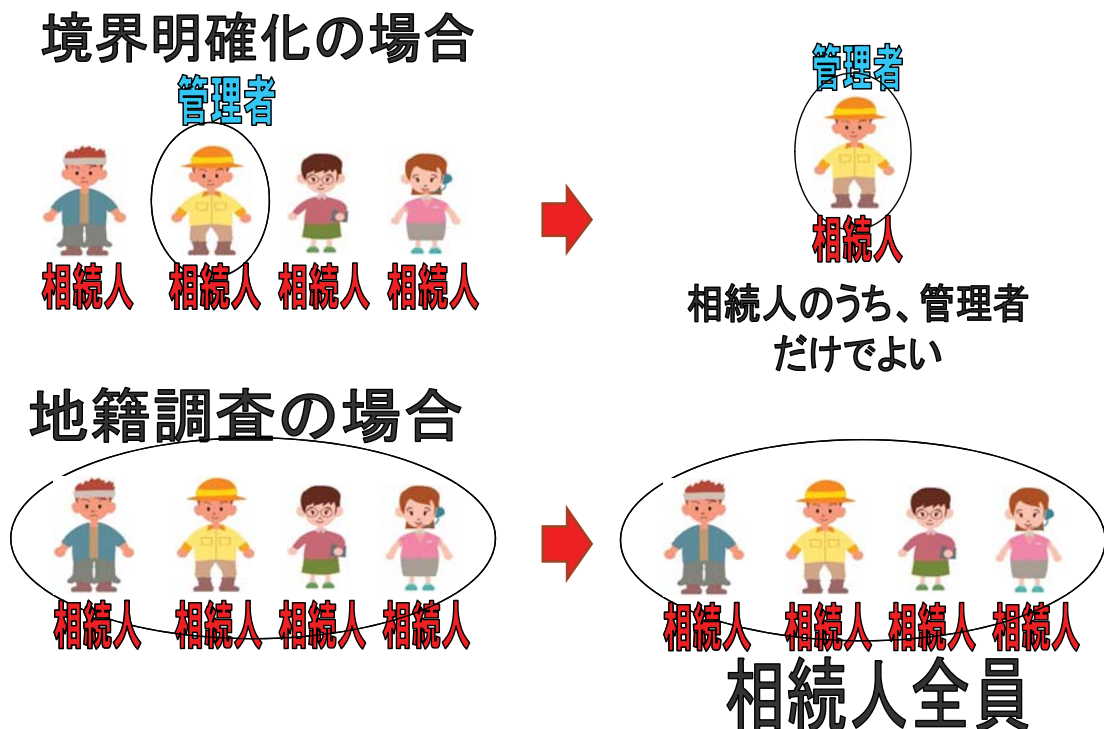 境界明確化の場合
管理者
相続人 相続人 相続人 相続人
管理者
相続人
相続人のうち、管理者
だけでよい
地籍調査の場合
相続人 相続人 相続人 相続人
相続人 相続人 相続人 相続人
相続人全員